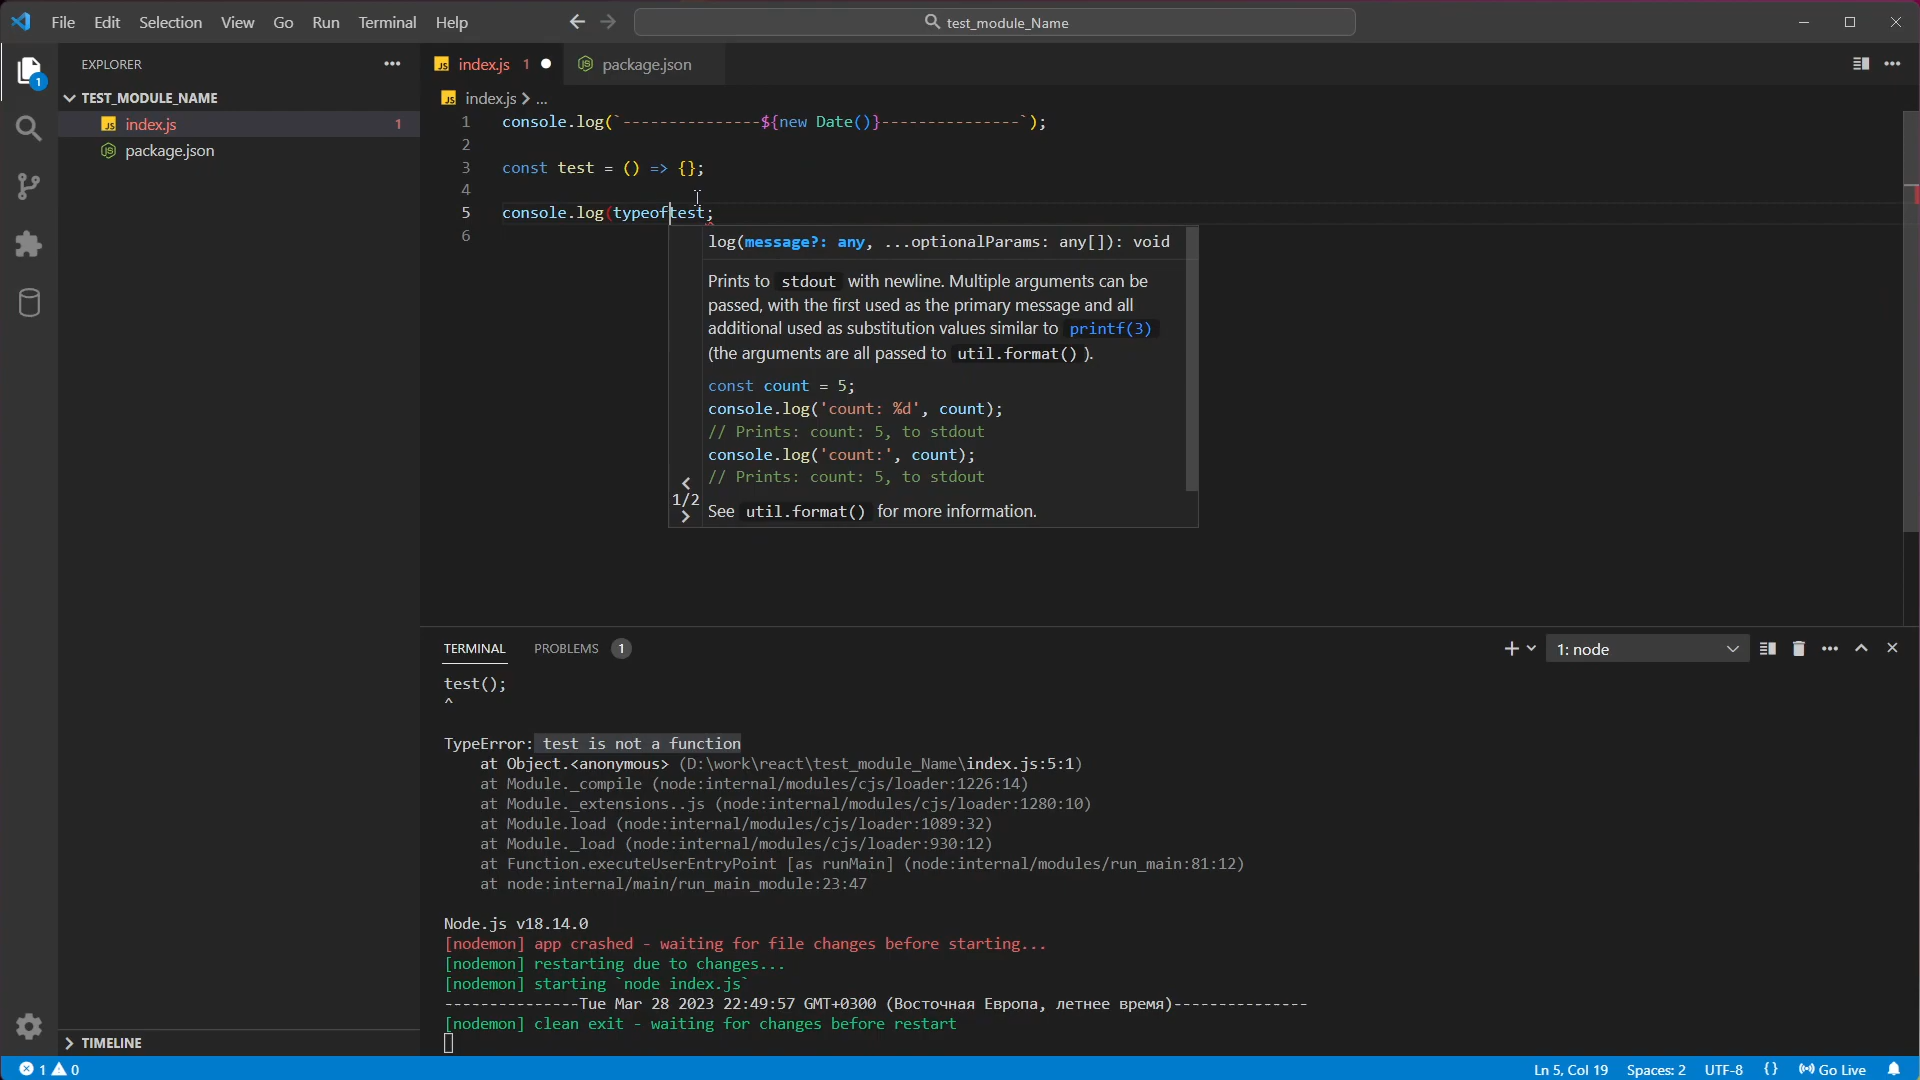 File Edit Selection View Go Run Terminal Help
test_module_Name
EXPLORER
1
TEST_MODULE_NAME
JS index.js 1
package.json
JS index.js 1
package.json
JS index.js > ...
1 console.log(`---------------${new Date()}---------------`);
2
3 const test = () => {};
4
5 console.log(typeoftest;
6
log(message?: any, ...optionalParams: any[]): void
Prints to stdout with newline. Multiple arguments can be
passed, with the first used as the primary message and all
additional used as substitution values similar to printf(3)
(the arguments are all passed to util.format() ).
const count = 5;
console.log('count: %d', count);
// Prints: count: 5, to stdout
console.log('count:', count);
// Prints: count: 5, to stdout
1/2
See util.format() for more information.
TERMINAL PROBLEMS 1
1: node
test();
^
TypeError: test is not a function
at Object.<anonymous> (D:\work\react\test_module_Name\index.js:5:1)
at Module._compile (node:internal/modules/cjs/loader:1226:14)
at Module._extensions..js (node:internal/modules/cjs/loader:1280:10)
at Module.load (node:internal/modules/cjs/loader:1089:32)
at Module._load (node:internal/modules/cjs/loader:930:12)
at Function.executeUserEntryPoint [as runMain] (node:internal/modules/run_main:81:12)
at node:internal/main/run_main_module:23:47
Node.js v18.14.0
[nodemon] app crashed - waiting for file changes before starting...
[nodemon] restarting due to changes...
[nodemon] starting `node index.js`
---------------Tue Mar 28 2023 22:49:57 GMT+0300 (Восточная Европа, летнее время)---------------
[nodemon] clean exit - waiting for changes before restart
TIMELINE
1 0
Ln 5, Col 19 Spaces: 2 UTF-8 {} Go Live